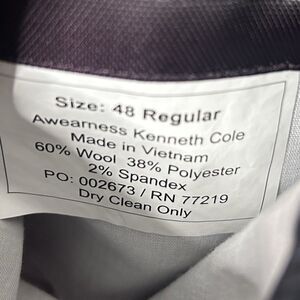 Size: 48 Regular
Awearness Kenneth Cole
Made in Vietnam
60% Wool 38% Polyester
2% Spandex
PO: 002673 / RN 77219
Dry Clean Only